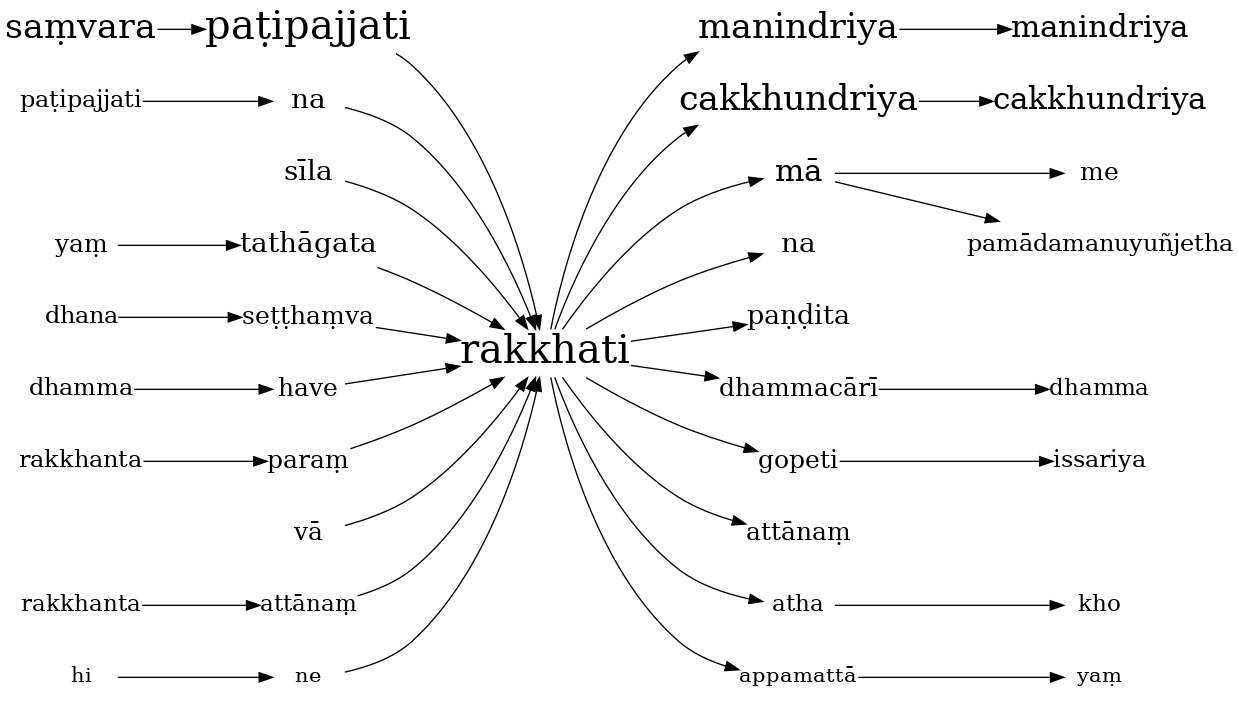 saṃvara paṭipajjati manindriya manindriya
paṭipajjati na cakkhundriya cakkhundriya
sīla mā me
yaṃ tathāgata na pamādamanuyuñjetha
dhana seṭṭhaṃva paṇḍita
rakkhati
dhamma have dhammacārī dhamma
rakkhanta paraṃ gopeti issariya
vā attānaṃ
rakkhanta attānaṃ atha kho
hi ne appamattā yaṃ